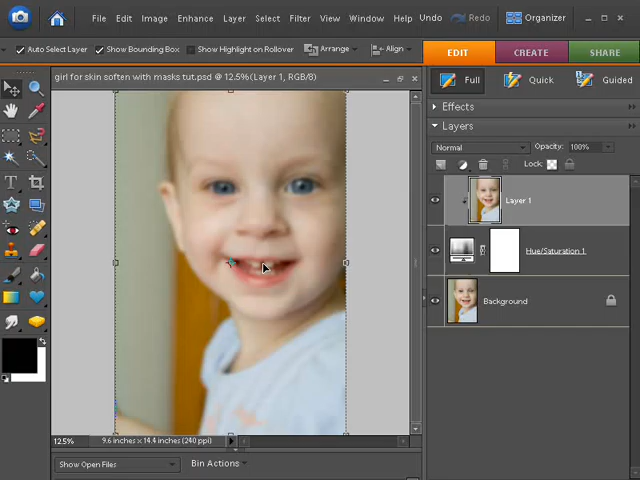 File Edit Image Enhance Layer Select Filter View Window Help Undo Redo Organizer
Auto Select Layer Show Bounding Box Show Highlight on Rollover Arrange Align EDIT CREATE SHARE
girl for skin soften with masks tut.psd @ 12.5% (Layer 1, RGB/8)
Full Quick Guided
Effects
Layers
Normal Opacity: 100%
Lock:
Layer 1
Hue/Saturation 1
Background
12.5% 9.6 inches x 14.4 inches (240 ppi)
Show Open Files Bin Actions